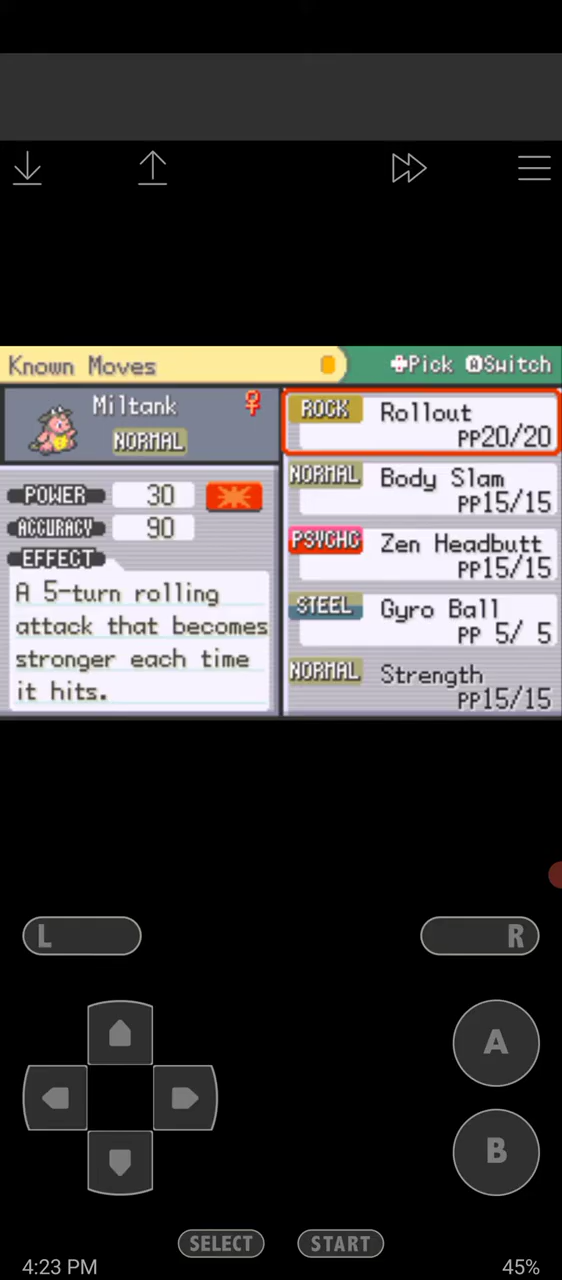 Known Moves
Pick ASwitch
Miltank ♀
NORMAL
POWER 30
ACCURACY 90
EFFECT
A 5-turn rolling
attack that becomes
stronger each time
it hits.
ROCK Rollout
PP20/20
NORMAL Body Slam
PP15/15
PSYCHC Zen Headbutt
PP15/15
STEEL Gyro Ball
PP 5/ 5
NORMAL Strength
PP15/15
L
R
A
B
SELECT START
4:23 PM 45%